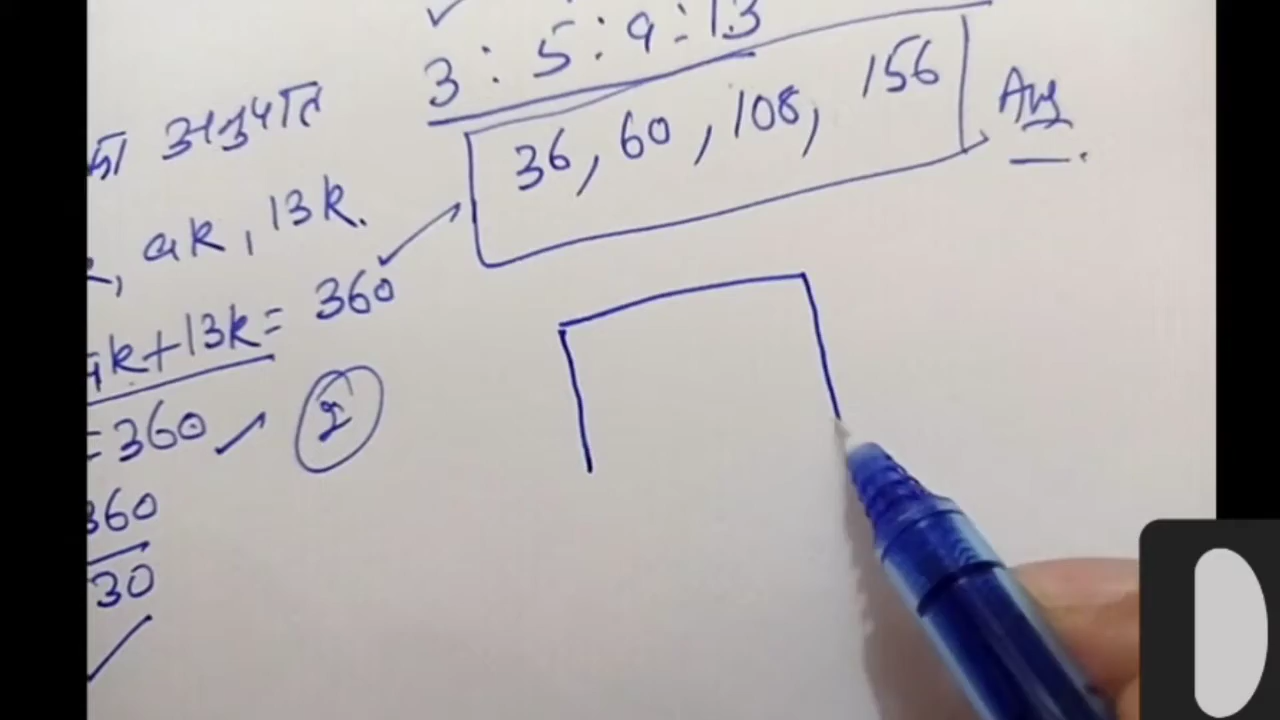 3 : 5 : 9 : 13
का अनुपात
36, 60, 108, 156 Ans
, 9k, 13k.
9k+13k = 360
= 360 (2)
360
30